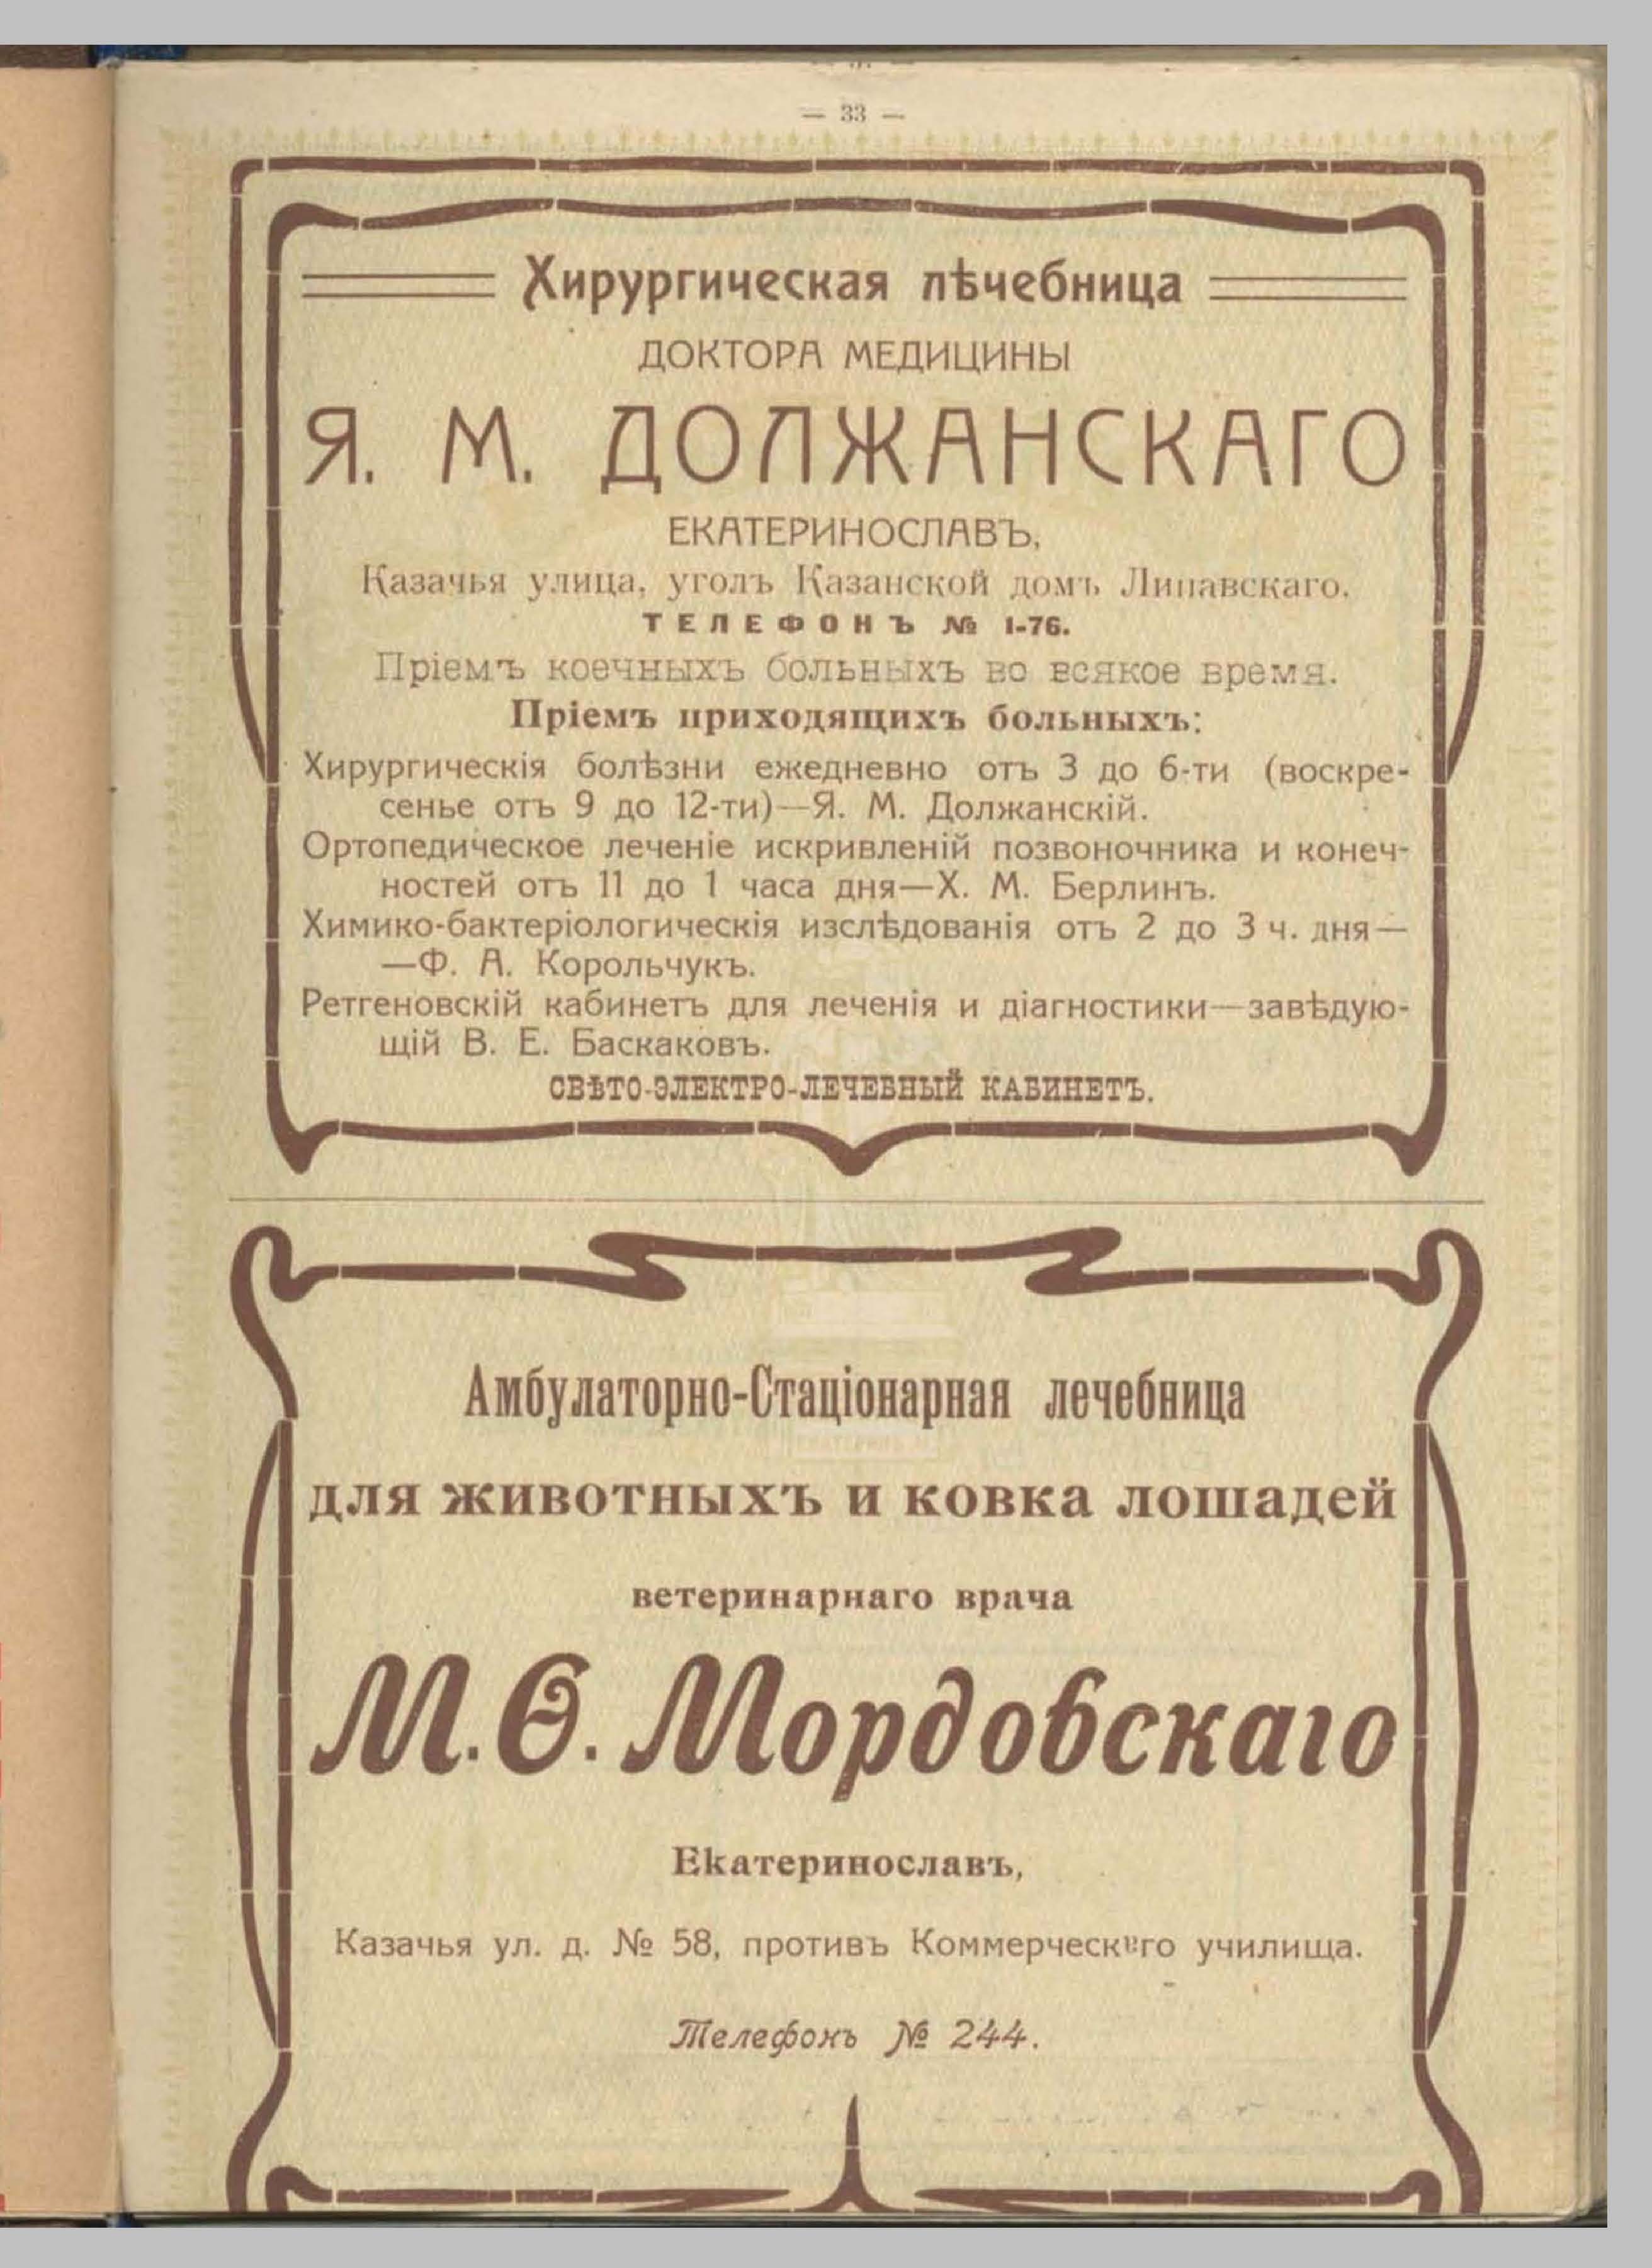 — 33 —
Хирургическая лѣчебница
ДОКТОРА МЕДИЦИНЫ
Я. М. ДОЛЖАНСКАГО
ЕКАТЕРИНОСЛАВЪ,
Казачья улица, уголъ Казанской домъ Липавскаго.
ТЕЛЕФОНЪ № 1-76.
Пріемъ коечныхъ больныхъ во всякое время.
Пріемъ приходящихъ больныхъ:
Хирургическія болѣзни ежедневно отъ 3 до 6-ти (воскре-
сенье отъ 9 до 12-ти)—Я. М. Должанскій.
Ортопедическое леченіе искривленій позвоночника и конеч-
ностей отъ 11 до 1 часа дня—Х. М. Берлинъ.
Химико-бактеріологическія изслѣдованія отъ 2 до 3 ч. дня—
—Ф. А. Корольчукъ.
Ретгеновскій кабинетъ для леченія и діагностики—завѣдую-
щій В. Е. Баскаковъ.
СВѢТО-ЭЛЕКТРО-ЛЕЧЕБНЫЙ КАБИНЕТЪ.
Амбулаторно-Стаціонарная лечебница
для животныхъ и ковка лошадей
ветеринарнаго врача
М. Ѳ. Мордовскаго
Екатеринославъ,
Казачья ул. д. № 58, противъ Коммерческаго училища.
Телефонъ № 244.